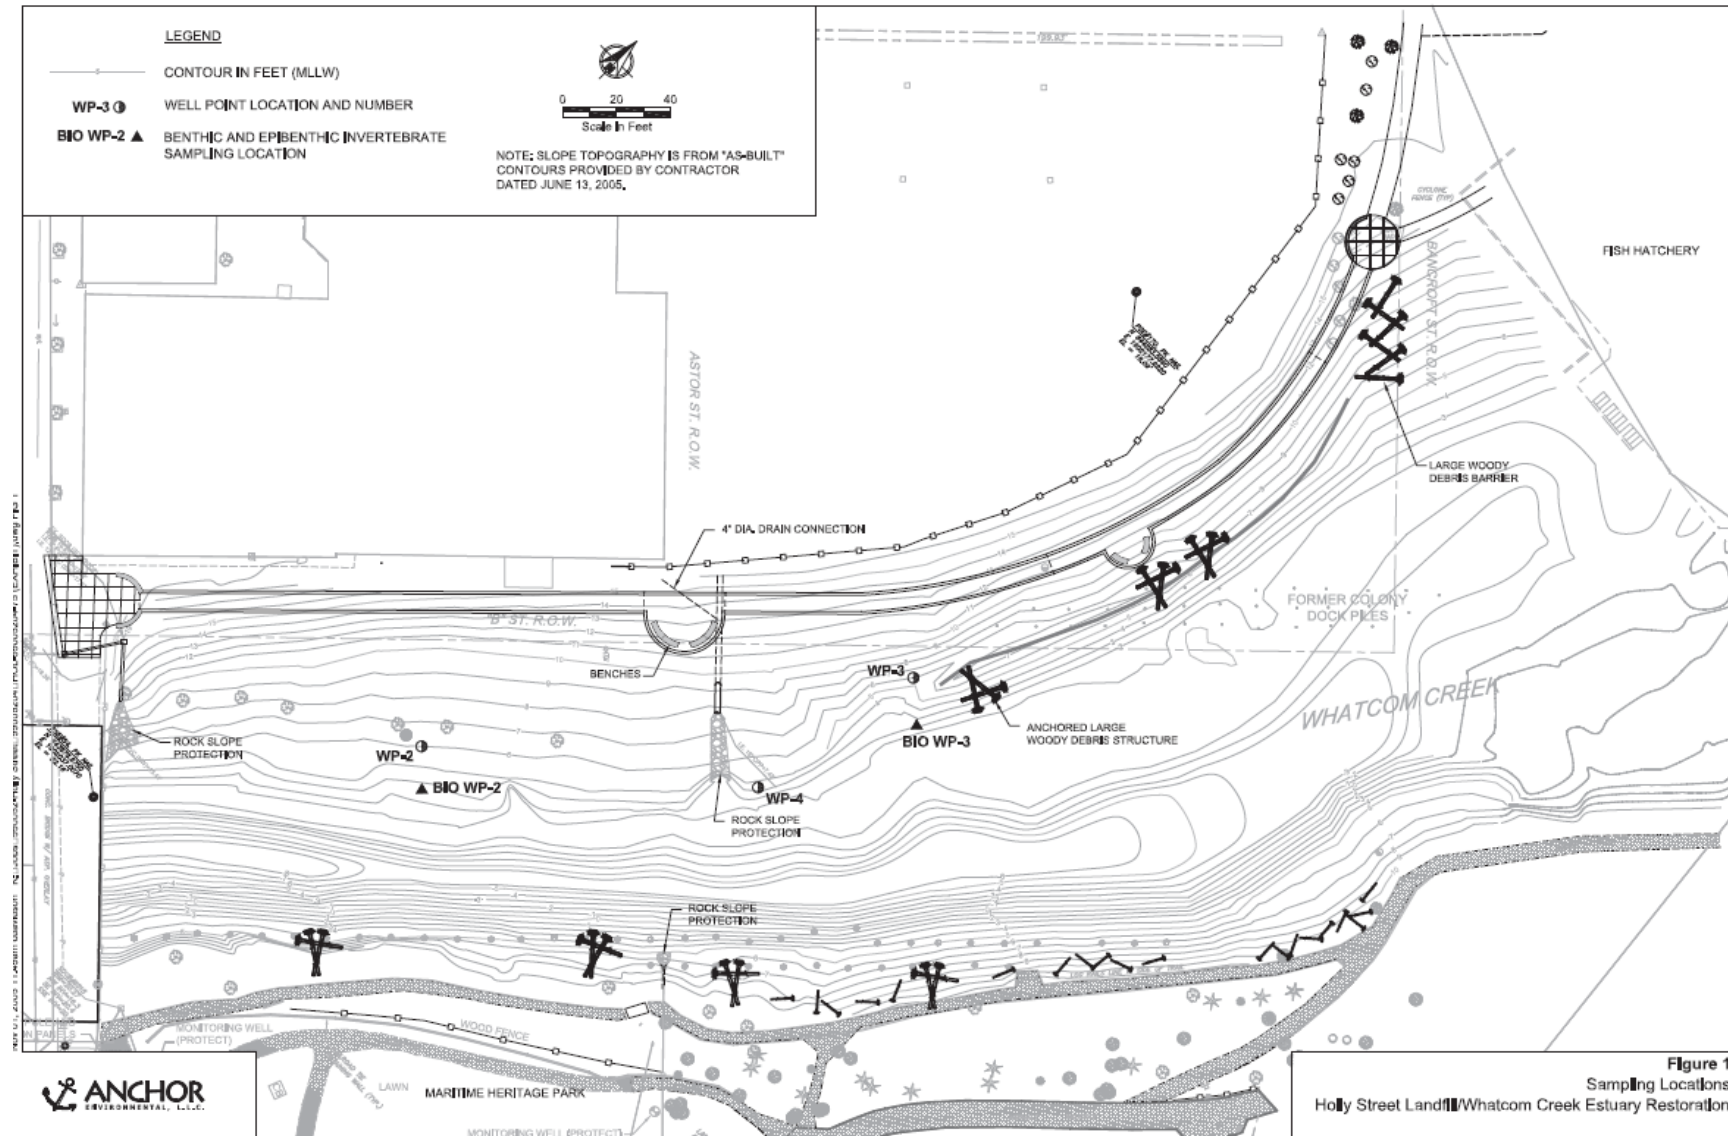 LEGEND
CONTOUR IN FEET (MLLW)
WP-3
WELL POINT LOCATION AND NUMBER
BIO WP-2
BENTHIC AND EPIBENTHIC INVERTEBRATE
SAMPLING LOCATION
0 20 40
Scale in Feet
NOTE: SLOPE TOPOGRAPHY IS FROM "AS-BUILT"
CONTOURS PROVIDED BY CONTRACTOR
DATED JUNE 13, 2005.
CYCLONE
FENCE (TYP)
FISH HATCHERY
BANCROFT ST. R.O.W.
ASTOR ST. R.O.W.
LARGE WOODY
DEBRIS BARRIER
4" DIA. DRAIN CONNECTION
FORMER COLONY
DOCK PILES
"B" ST. R.O.W.
BENCHES
WP-3
WHATCOM CREEK
ANCHORED LARGE
WOODY DEBRIS STRUCTURE
BIO WP-3
ROCK SLOPE
PROTECTION
WP-2
BIO WP-2
WP-4
ROCK SLOPE
PROTECTION
ROCK SLOPE
PROTECTION
MONITORING WELL
(PROTECT)
WOOD FENCE
LAWN
MARITIME HERITAGE PARK
MONITORING WELL (PROTECT)
ANCHOR
ENVIRONMENTAL, L.L.C.
Figure 1
Sampling Locations
Holly Street Landfill/Whatcom Creek Estuary Restoration